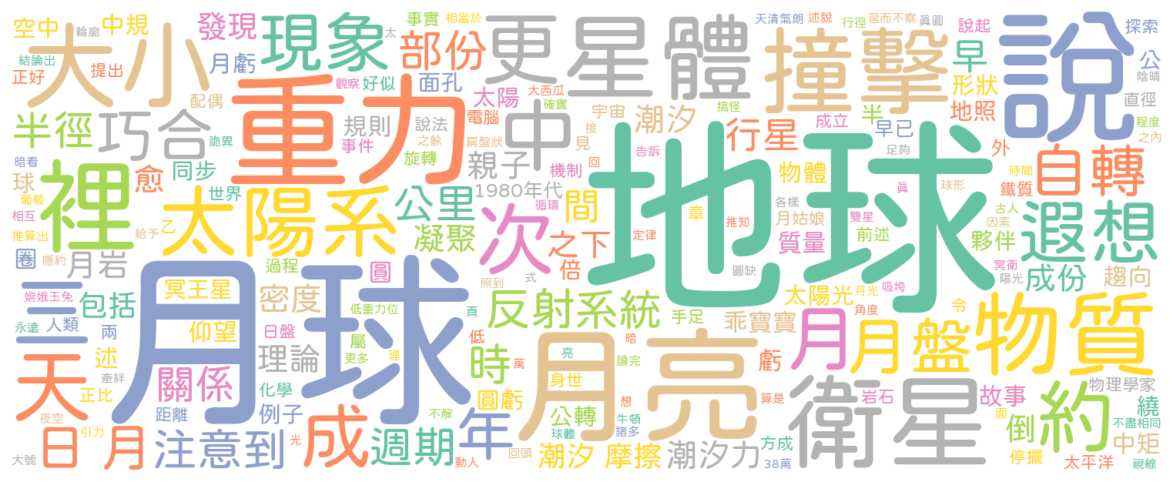 空中
輪廓
中規
發現
現象
事實
相當於
太
更
星體
天清氣朗
述說
行徑
習而不察
真圓
說起
探索
大小
結論出
正好
提出
月虧
配偶
觀察
好似
部份
面孔
太陽
大西瓜
確實
電腦
宇宙
搞怪
撞擊
早
形狀
地照
說
公
陰晴
直徑
半徑
巧合
詭異
重力
規則
事件
說法
之餘
旋轉
扁盤狀
中
接
見
潮汐
行星
成立
半
早已
足夠
外
程度
之內
暗看
球
葡萄
愈
同步
世界
親子
1980年代
循環
機制
回
告訴
物體
地球
真
球形
鐵質
自轉
時間
裡
相互
推算出
乙
給予
太陽系
公里
凝聚
次
間
之下
倍
定律
章
推知
各樣
月姑娘
質量
雙星
前述
因素
古人
夥伴
遐想
圈
隱約
月岩
過程
圓
式
圓缺
冥衛
陽光
成份
趨向
三
嫦娥玉兔
包括
冥王星
密度
低重力位
照到
頁
反射系統
手足
乖寶寶
太陽光
月光
吸垮
角度
令
永遠
人類
兩
仰望
日盤
屬
更多
理
低
萬
亮
暗
讀完
虧
月
月盤
物質
天
述
牽絆
正比
月球
關係
理論
化學
時
身世
想
月亮
算是
衛星
岩石
故事
物理學家
繞
面
夜空
引力
距離
例子
不解
圓虧
公轉
球體
牛頓
諸多
倒
約
不盡相同
大號
日
月
注意到
光
成
週期
動人
年
回頭
潮汐
摩擦
潮汐力
方成
38萬
停擺
太平洋
中矩
視線